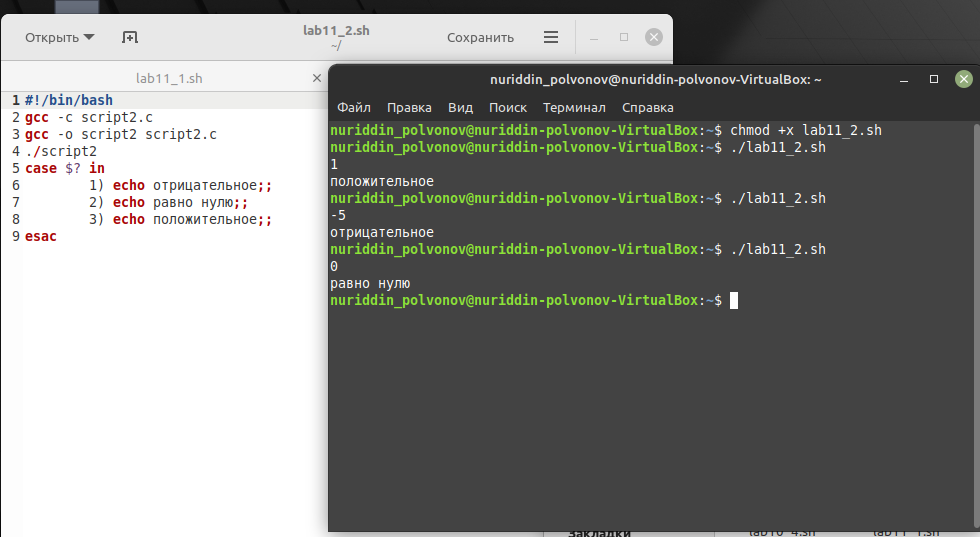 Открыть
lab11_2.sh
~/
Сохранить
lab11_1.sh
1 #!/bin/bash
2 gcc -c script2.c
3 gcc -o script2 script2.c
4 ./script2
5 case $? in
6 1) echo отрицательное;;
7 2) echo равно нулю;;
8 3) echo положительное;;
9 esac
nuriddin_polvonov@nuriddin-polvonov-VirtualBox: ~
Файл Правка Вид Поиск Терминал Справка
nuriddin_polvonov@nuriddin-polvonov-VirtualBox:~$ chmod +x lab11_2.sh
nuriddin_polvonov@nuriddin-polvonov-VirtualBox:~$ ./lab11_2.sh
1
положительное
nuriddin_polvonov@nuriddin-polvonov-VirtualBox:~$ ./lab11_2.sh
-5
отрицательное
nuriddin_polvonov@nuriddin-polvonov-VirtualBox:~$ ./lab11_2.sh
0
равно нулю
nuriddin_polvonov@nuriddin-polvonov-VirtualBox:~$
Закладки lab10_4.sh lab11_1.sh